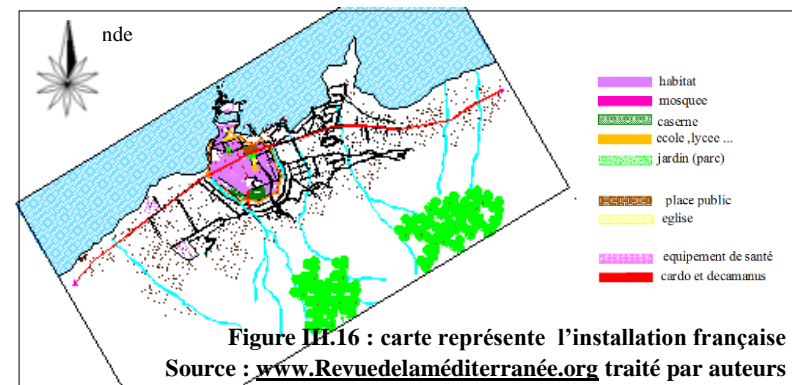 nde
habitat
mosquee
caserne
ecole ,lycee ...
jardin (parc)
place public
eglise
equipement de santé
cardo et decamanus
Figure III.16 : carte représente l’installation française
Source : www.Revuedelaméditerranée.org traité par auteurs